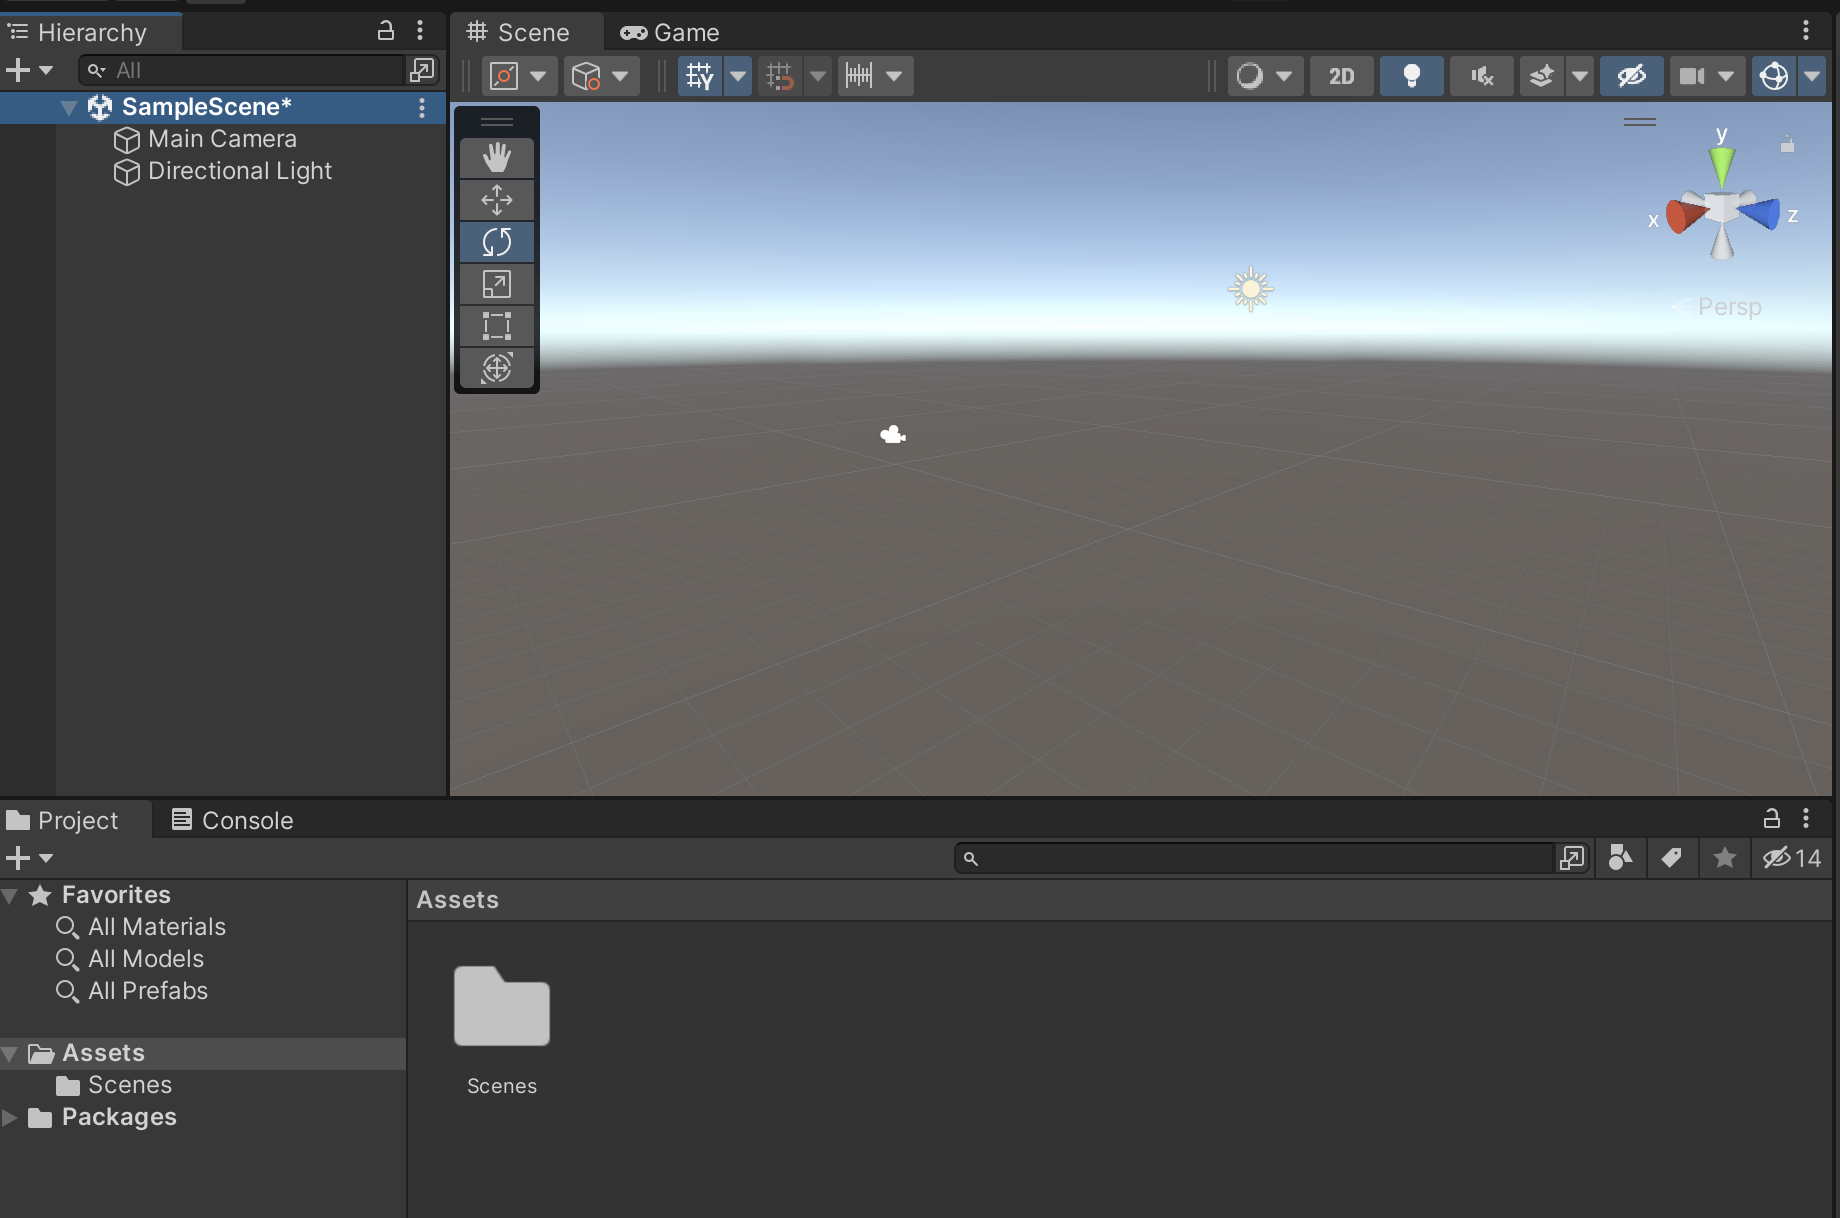 Hierarchy
All
SampleScene*
Main Camera
Directional Light
Scene
Game
Y
2D
y
x
z
< Persp
Project
Console
14
Favorites
All Materials
All Models
All Prefabs
Assets
Scenes
Packages
Assets
Scenes